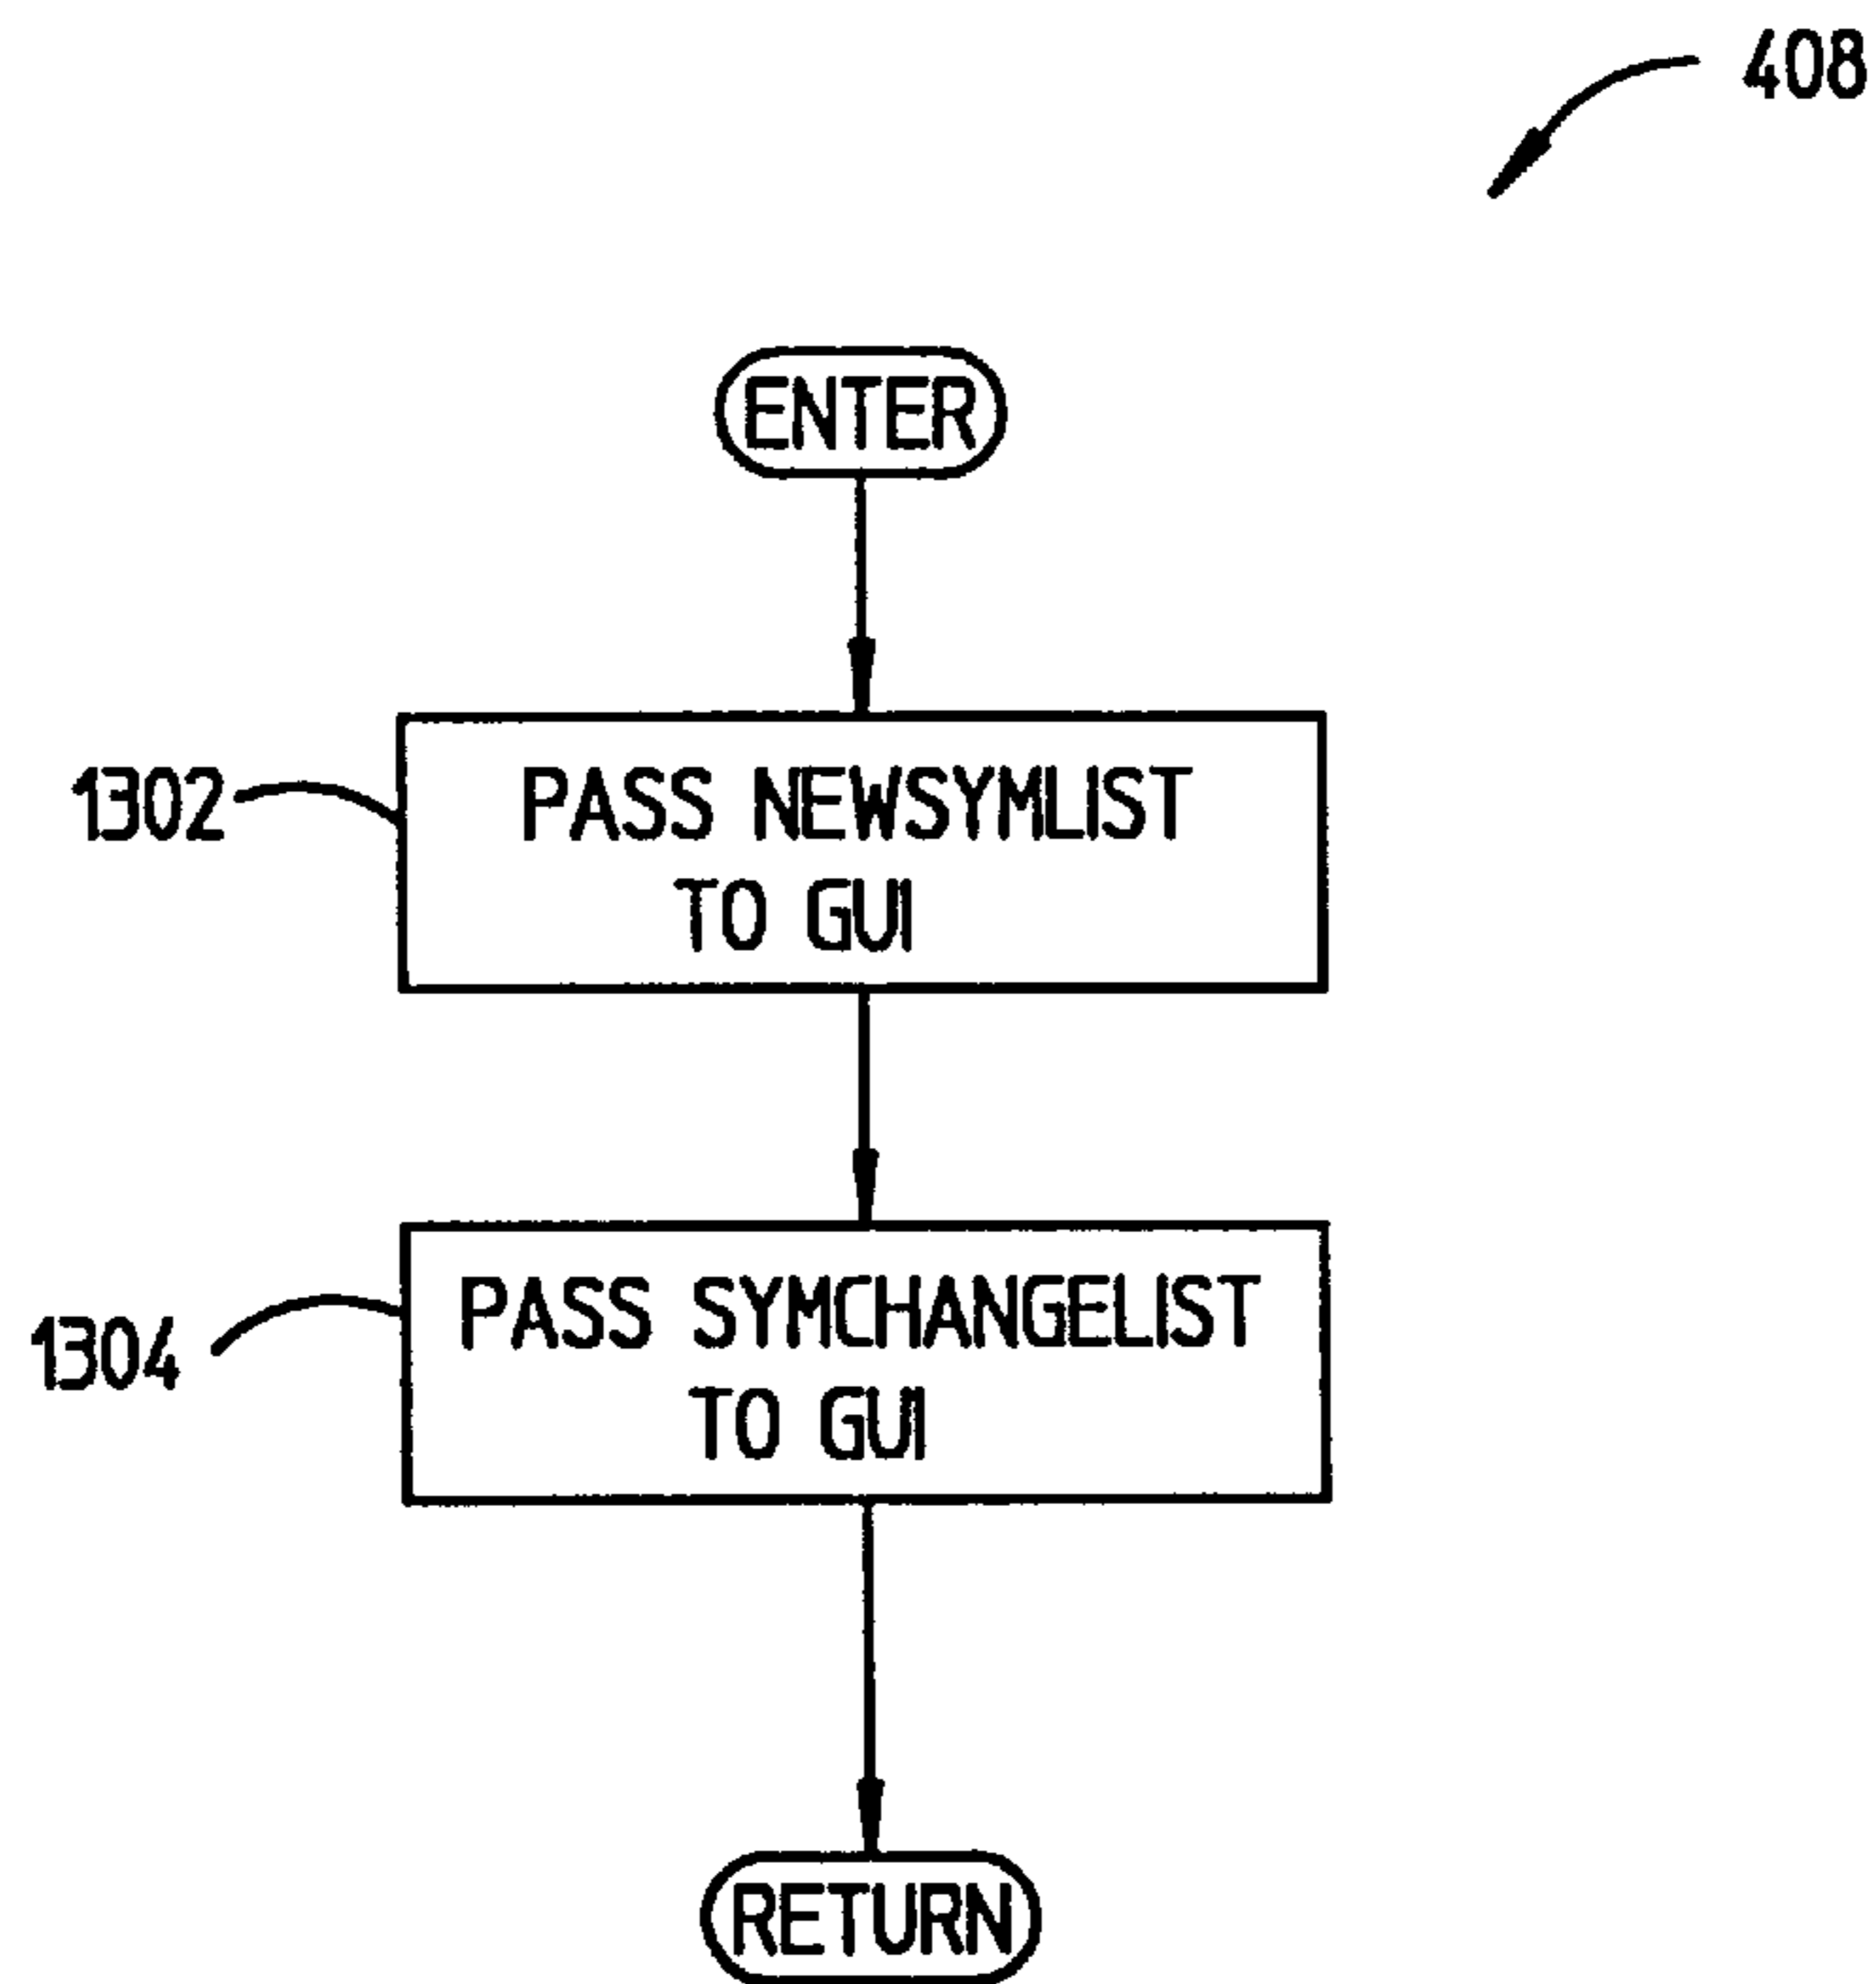 408
ENTER
1302
PASS NEWSYMLIST
TO GUI
1304
PASS SYMCHANGELIST
TO GUI
RETURN